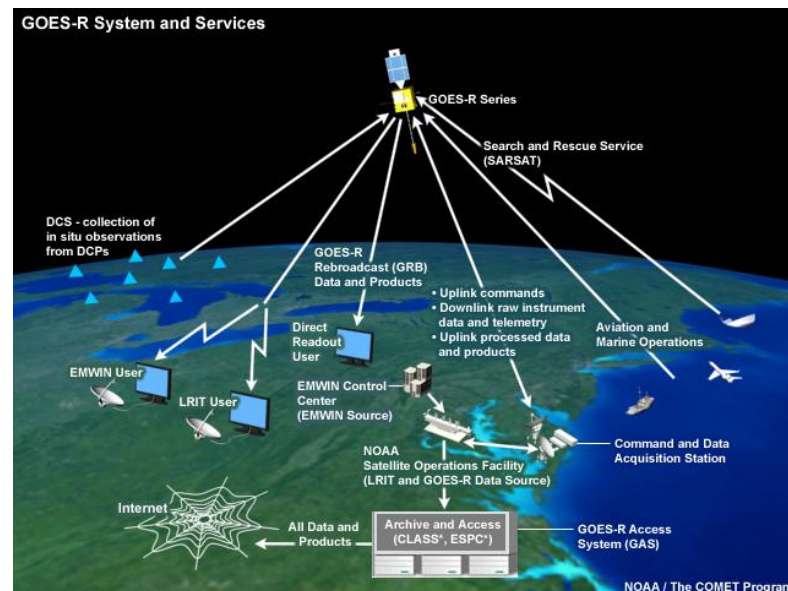 GOES-R System and Services
GOES-R Series
Search and Rescue Service
(SARSAT)
DCS - collection of
in situ observations
from DCPs
GOES-R
Rebroadcast (GRB)
Data and Products
• Uplink commands
• Downlink raw instrument
data and telemetry
• Uplink processed data
and products
Aviation and
Marine Operations
Direct
Readout
User
EMWIN User
LRIT User
EMWIN Control
Center
(EMWIN Source)
Command and Data
Acquisition Station
NOAA
Satellite Operations Facility
(LRIT and GOES-R Data Source)
Internet
All Data and
Products
Archive and Access
(CLASS*, ESPC*)
GOES-R Access
System (GAS)
NOAA / The COMET Program